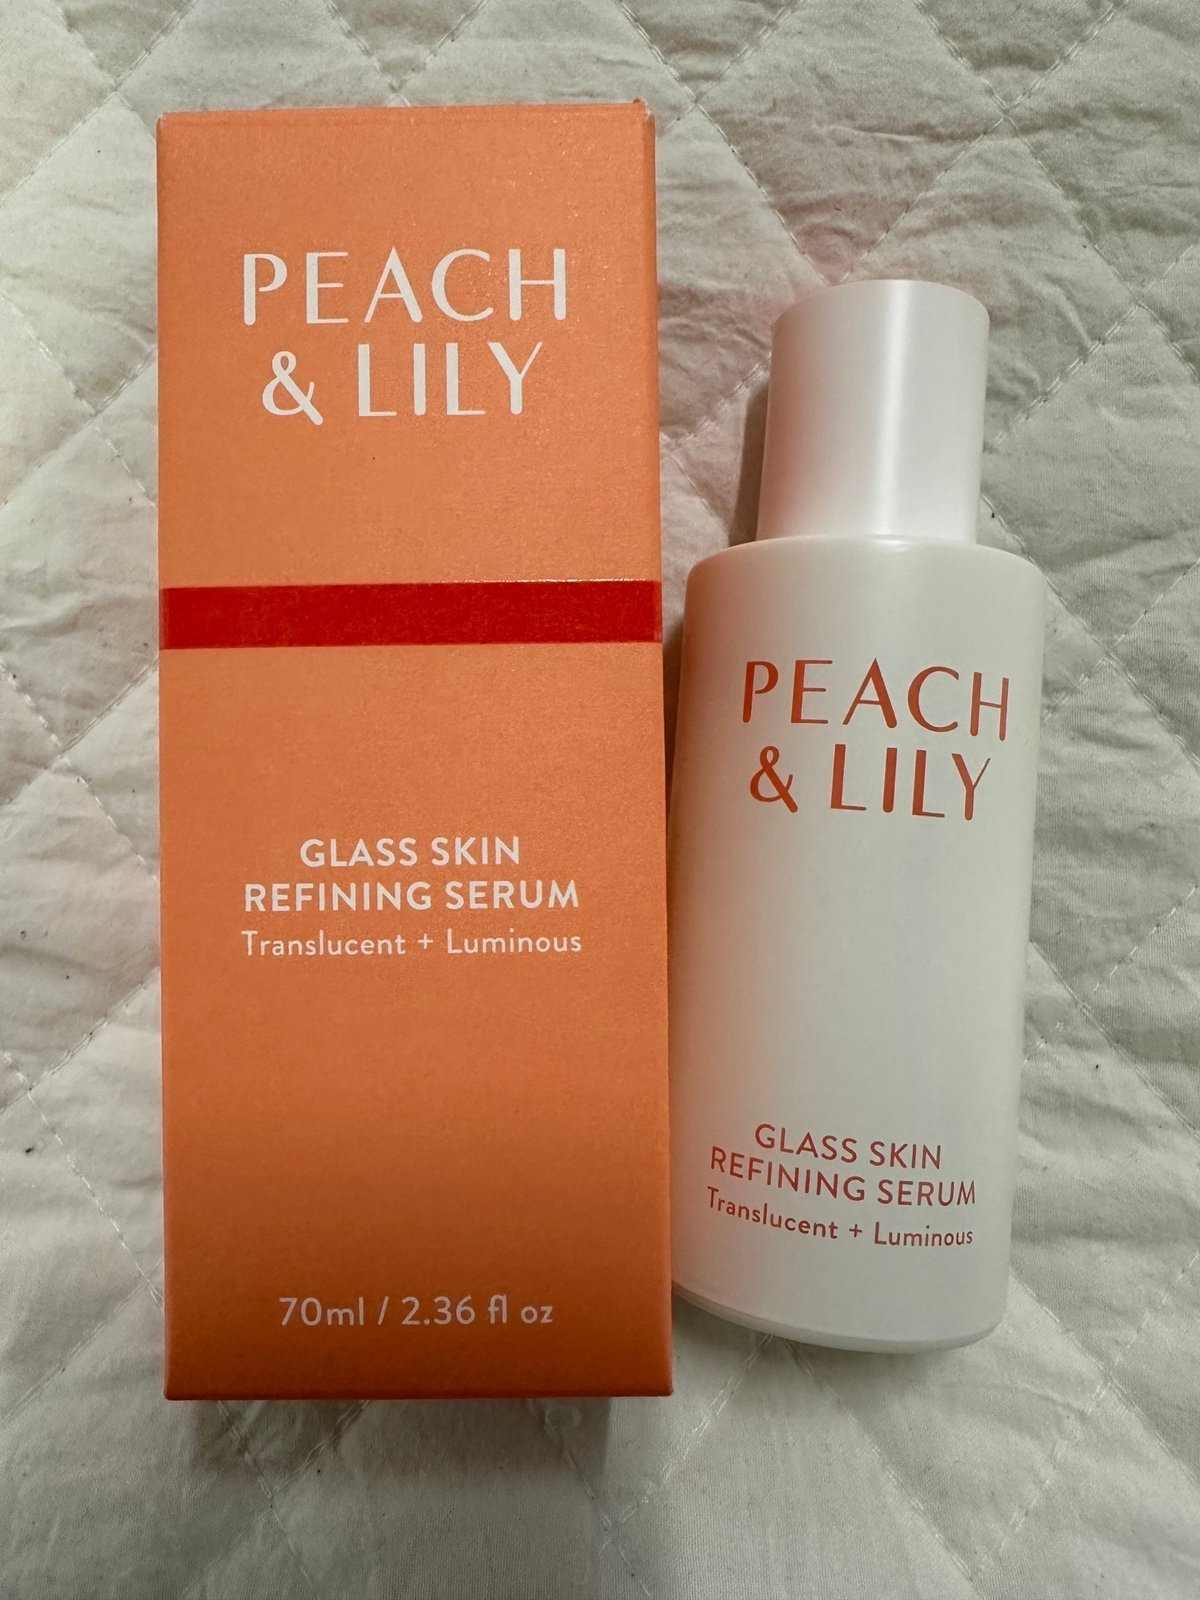 PEACH
& LILY
GLASS SKIN
REFINING SERUM
Translucent + Luminous
70ml / 2.36 fl oz
PEACH
& LILY
GLASS SKIN
REFINING SERUM
Translucent + Luminous